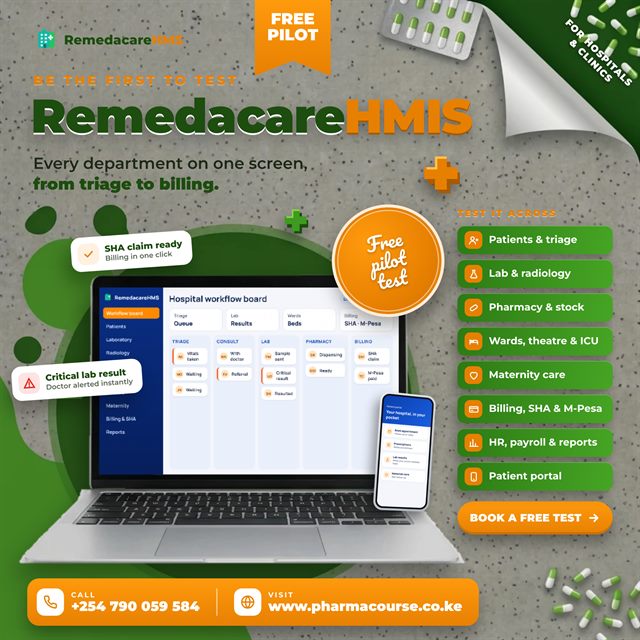 RemedacareHMIS
FREE
PILOT
FOR HOSPITALS
& CLINICS
BE THE FIRST TO TEST
RemedacareHMIS
Every department on one screen,
from triage to billing.
SHA claim ready
Billing in one click
Free
pilot
test
TEST IT ACROSS
Patients & triage
Lab & radiology
Pharmacy & stock
Wards, theatre & ICU
Maternity care
Billing, SHA & M-Pesa
HR, payroll & reports
Patient portal
BOOK A FREE TEST →
RemedacareHMS
Workflow board
Patients
Laboratory
Radiology
Maternity
Billing & SHA
Reports
Hospital workflow board
Triage
Queue
Lab
Results
Wards
Beds
Billing
SHA · M-Pesa
TRIAGE
Vitals
taken
Waiting
Waiting
CONSULT
With
doctor
Referral
LAB
Sample
sent
Critical
result
Resulted
PHARMACY
Dispensing
Ready
BILLING
SHA
claim
M-Pesa
paid
Critical lab result
Doctor alerted instantly
Your hospital, in your
pocket
CALL
+254 790 059 584
VISIT
www.pharmacourse.co.ke